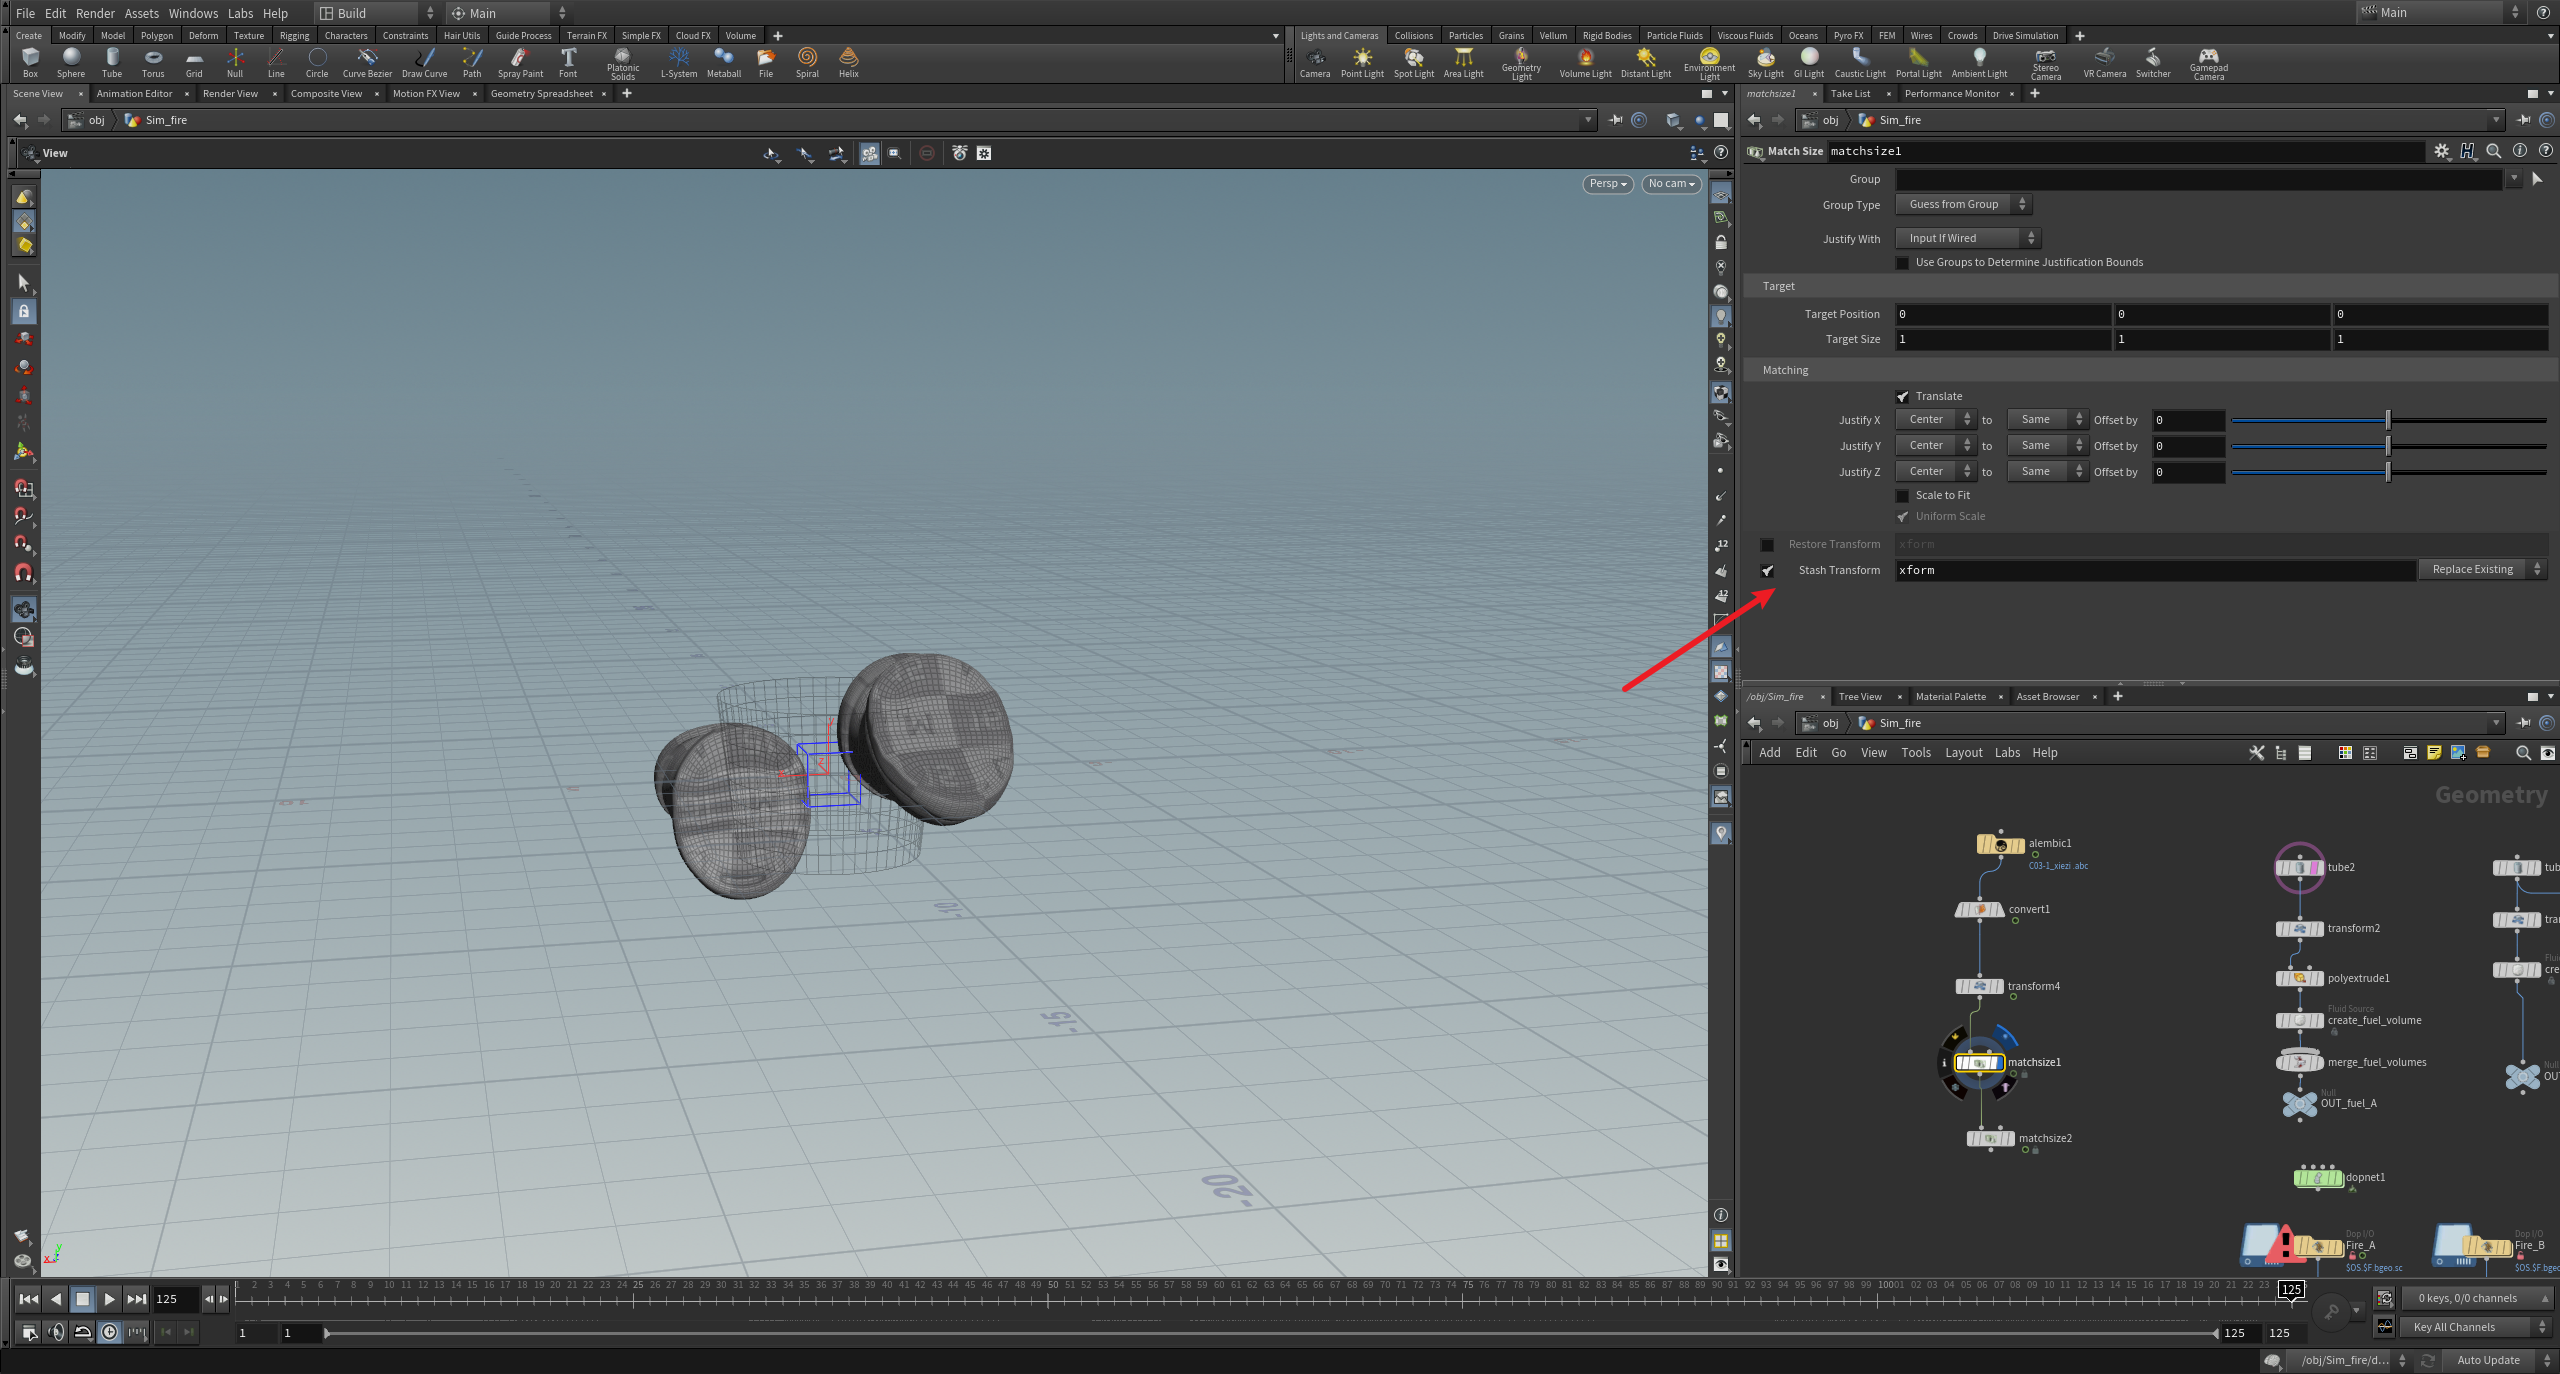 File Edit Render Assets Windows Labs Help Build Main Main
Create Modify Model Polygon Deform Texture Rigging Characters Constraints Hair Utils Guide Process Terrain FX Simple FX Cloud FX Volume
Lights and Cameras Collisions Particles Grains Vellum Rigid Bodies Particle Fluids Viscous Fluids Oceans Pyro FX FEM Wires Crowds Drive Simulation
Box Sphere Tube Torus Grid Null Line Circle Curve Bezier Draw Curve Path Spray Paint Font Platonic Solids L-System Metaball File Spiral Helix
Camera Point Light Spot Light Area Light Geometry Light Volume Light Distant Light Environment Light Sky Light GI Light Caustic Light Portal Light Ambient Light Stereo Camera VR Camera Switcher Gamepad Camera
Scene View Animation Editor Render View Composite View Motion FX View Geometry Spreadsheet
matchsize1 Take List Performance Monitor
obj Sim_fire
obj Sim_fire
View
Persp No cam
Match Size matchsize1
Group
Group Type Guess from Group
Justify With Input If Wired
Use Groups to Determine Justification Bounds
Target
Target Position 0 0 0
Target Size 1 1 1
Matching
Translate
Justify X Center to Same Offset by 0
Justify Y Center to Same Offset by 0
Justify Z Center to Same Offset by 0
Scale to Fit
Uniform Scale
Restore Transform xform
Stash Transform xform Replace Existing
/obj/Sim_fire Tree View Material Palette Asset Browser
obj Sim_fire
Add Edit Go View Tools Layout Labs Help
Geometry
alembic1
C03-1_xiezi.abc
convert1
transform4
matchsize1
matchsize2
tube2
transform2
polyextrude1
Fluid Source
create_fuel_volume
merge_fuel_volumes
Null
OUT_fuel_A
dopnet1
Dop I/O
Fire_A
$OS.$F.bgeo.sc
Dop I/O
Fire_B
-10
-15
-20
125
125
1 1 125 125
0 keys, 0/0 channels
Key All Channels
/obj/Sim_fire/d... Auto Update